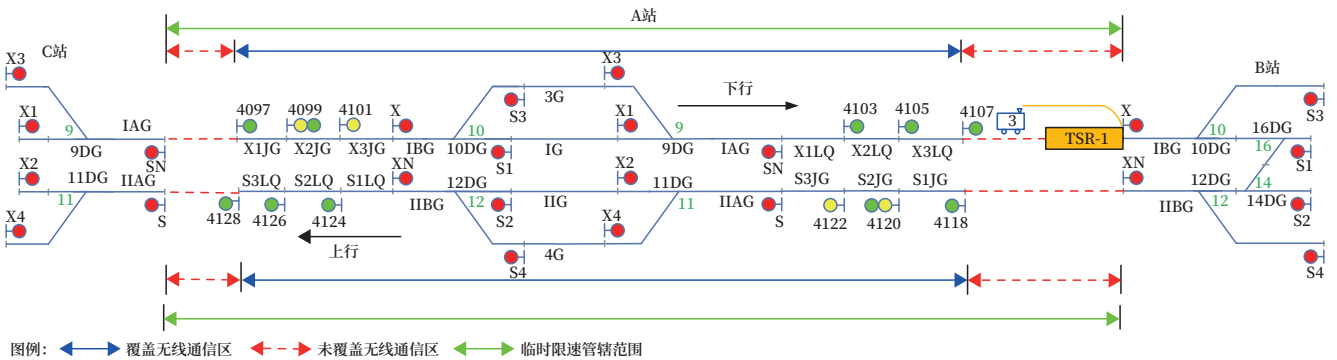 A站
C站
X3
X3
下行
B站
4097 4099 4101 X
3G
S3
X1
4103 4105 4107
3
X
S3
X1
9
IAG
10
9
TSR-1
10
16DG
9DG
SN
X1JG X2JG X3JG
IBG 10DG
S1
IG
9DG
IAG
SN
X1LQ X2LQ X3LQ
IBG 10DG
16
S1
X2
11DG
IIAG
S3LQ S2LQ S1LQ
XN
12DG
X2
11DG
S3JG S2JG S1JG
XN
12DG
14
11
S
4128 4126 4124
IIBG
12
S2
IIG
11
IIAG
S
4122 4120 4118
IIBG
12
14DG
S2
X4
上行
S4
4G
X4
S4
图例：
覆盖无线通信区
未覆盖无线通信区
临时限速管辖范围